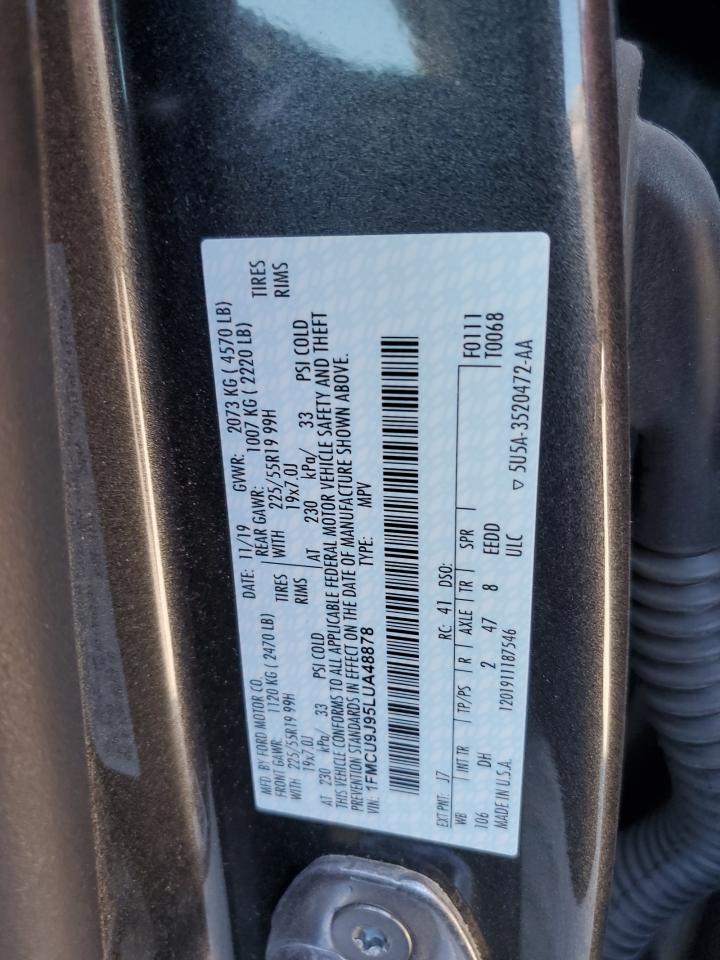 MFD. BY FORD MOTOR CO.
DATE: 11/19 GVWR: 2073 KG ( 4570 LB)
FRONT GAWR: 1120 KG ( 2470 LB) REAR GAWR: 1007 KG ( 2220 LB)
WITH 225/55R19 99H TIRES WITH 225/55R19 99H TIRES
19x7.0J RIMS 19x7.0J RIMS
AT 230 kPa/ 33 PSI COLD AT 230 kPa/ 33 PSI COLD
THIS VEHICLE CONFORMS TO ALL APPLICABLE FEDERAL MOTOR VEHICLE SAFETY AND THEFT
PREVENTION STANDARDS IN EFFECT ON THE DATE OF MANUFACTURE SHOWN ABOVE.
VIN: 1FMCU9J95LUA48878 TYPE: MPV
EXT PNT: J7 RC: 41 DSO:
WB INT TR TP/PS R AXLE TR SPR F0111
106 DH 2 47 8 EEDD T0068
MADE IN U.S.A. 1201911187546 ULC ▽ 5U5A-3520472-AA